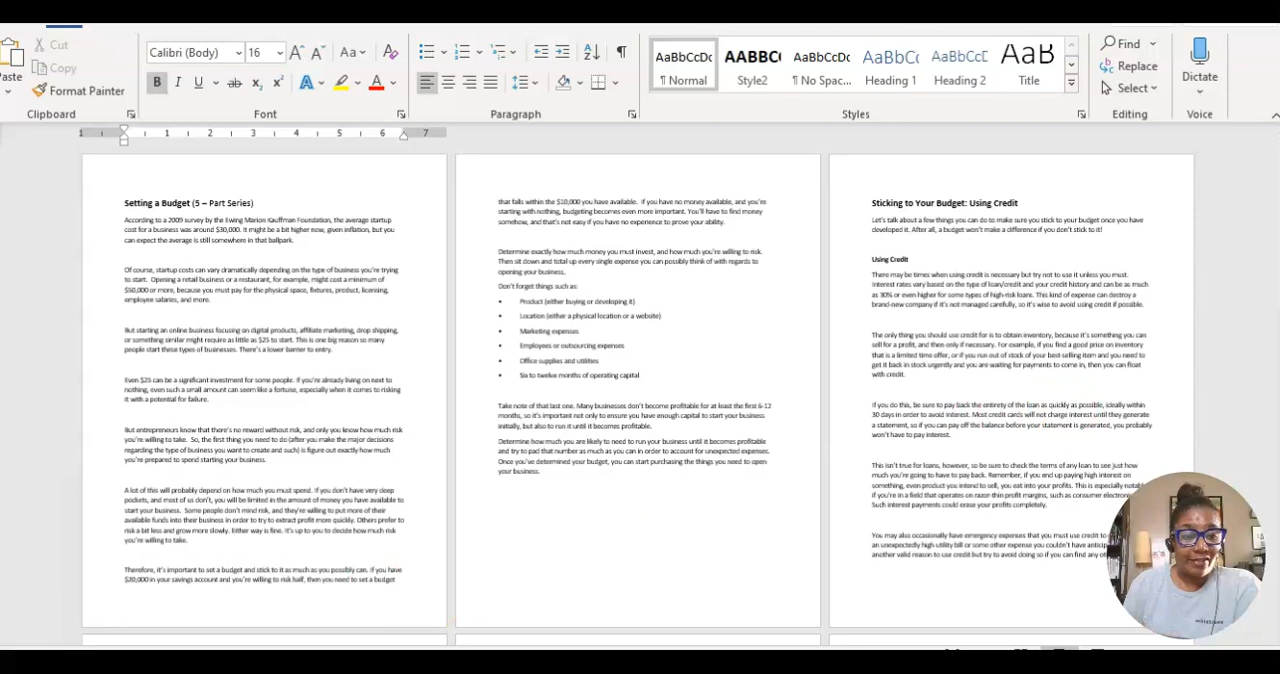 Cut
Copy
Paste
Format Painter
Clipboard
Calibri (Body)
16
Aa
Font
Paragraph
AaBbCcDc
¶ Normal
AaBbC
Style2
AaBbCcDc
¶ No Spac...
AaBbCc
Heading 1
AaBbCcD
Heading 2
AaB
Title
Styles
Find
Replace
Select
Editing
Dictate
Voice
1 1 2 3 4 5 6 7
Setting a Budget (5 – Part Series)
According to a 2009 survey by the Ewing Marion Kauffman Foundation, the average startup
cost for a business was around $30,000. It might be a bit higher now, given inflation, but you
can expect the average is still somewhere in that ballpark.
Of course, startup costs can vary dramatically depending on the type of business you're trying
to start. Opening a retail business or a restaurant, for example, might cost a minimum of
$50,000 or more, because you must pay for the physical space, fixtures, product, licensing,
employee salaries, and more.
But starting an online business focusing on digital products, affiliate marketing, drop shipping,
or something similar might require as little as $25 to start. This is one big reason so many
people start these types of businesses. There's a lower barrier to entry.
Even $25 can be a significant investment for some people. If you're already living on next to
nothing, even such a small amount can seem like a fortune, especially when it comes to risking
it with a potential for failure.
But entrepreneurs know that there's no reward without risk, and only you know how much risk
you're willing to take. So, the first thing you need to do (after you make the major decisions
regarding the type of business you want to create and such) is figure out exactly how much
you're prepared to spend starting your business.
A lot of this will probably depend on how much you must spend. If you don't have very deep
pockets, and most of us don't, you will be limited in the amount of money you have available to
start your business. Some people don't mind risk, and they're willing to put more of their
available funds into their business in order to try to extract profit more quickly. Others prefer to
risk a bit less and grow more slowly. Either way is fine. It's up to you to decide how much risk
you're willing to take.
Therefore, it's important to set a budget and stick to it as much as you possibly can. If you have
$20,000 in your savings account and you're willing to risk half, then you need to set a budget
that falls within the $10,000 you have available. If you have no money available, and you're
starting with nothing, budgeting becomes even more important. You'll have to find money
somehow, and that's not easy if you have no experience to prove your ability.
Determine exactly how much money you must invest, and how much you're willing to risk.
Then sit down and total up every single expense you can possibly think of with regards to
opening your business.
Don't forget things such as:
• Product (either buying or developing it)
• Location (either a physical location or a website)
• Marketing expenses
• Employees or outsourcing expenses
• Office supplies and utilities
• Six to twelve months of operating capital
Take note of that last one. Many businesses don't become profitable for at least the first 6-12
months, so it's important not only to ensure you have enough capital to start your business
initially, but also to run it until it becomes profitable.
Determine how much you are likely to need to run your business until it becomes profitable
and try to pad that number as much as you can in order to account for unexpected expenses.
Once you've determined your budget, you can start purchasing the things you need to open
your business.
Sticking to Your Budget: Using Credit
Let's talk about a few things you can do to make sure you stick to your budget once you have
developed it. After all, a budget won't make a difference if you don't stick to it!
Using Credit
There may be times when using credit is necessary but try not to use it unless you must.
Interest rates vary based on the type of loan/credit and your credit history and can be as much
as 30% or even higher for some types of high-risk loans. This kind of expense can destroy a
brand-new company if it's not managed carefully, so it's wise to avoid using credit if possible.
The only thing you should use credit for is to obtain inventory, because it's something you can
sell for a profit, and then only if necessary. For example, if you find a good price on inventory
that is a limited time offer, or if you run out of stock of your best-selling item and you need to
get it back in stock urgently and you are waiting for payments to come in, then you can float
with credit.
If you do this, be sure to pay back the entirety of the loan as quickly as possible, ideally within
30 days in order to avoid interest. Most credit cards will not charge interest until they generate
a statement, so if you can pay off the balance before your statement is generated, you probably
won't have to pay interest.
This isn't true for loans, however, so be sure to check the terms of any loan to see just how
much you're going to have to pay back. Remember, if you end up paying high interest on
something, even product you intend to sell, you eat into your profits. This is especially
if you're in a field that operates on razor-thin profit margins, such as consumer
Such interest payments could erase your profits completely.
You may also occasionally have emergency expenses that you must use credit
an unexpectedly high utility bill or some other expense you couldn't have
another valid reason to use credit but try to avoid doing so if you can find any